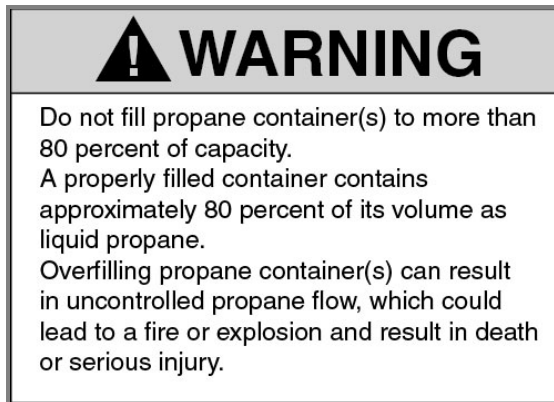 WARNING
Do not fill propane container(s) to more than
80 percent of capacity.
A properly filled container contains
approximately 80 percent of its volume as
liquid propane.
Overfilling propane container(s) can result
in uncontrolled propane flow, which could
lead to a fire or explosion and result in death
or serious injury.